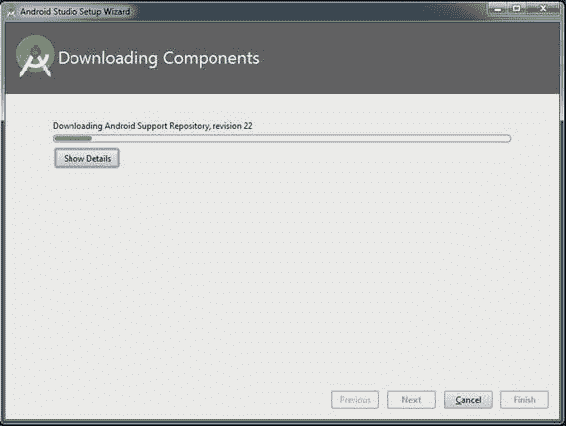 Android Studio Setup Wizard
Downloading Components
Downloading Android Support Repository, revision 22
Show Details
Previous
Next
Cancel
Finish